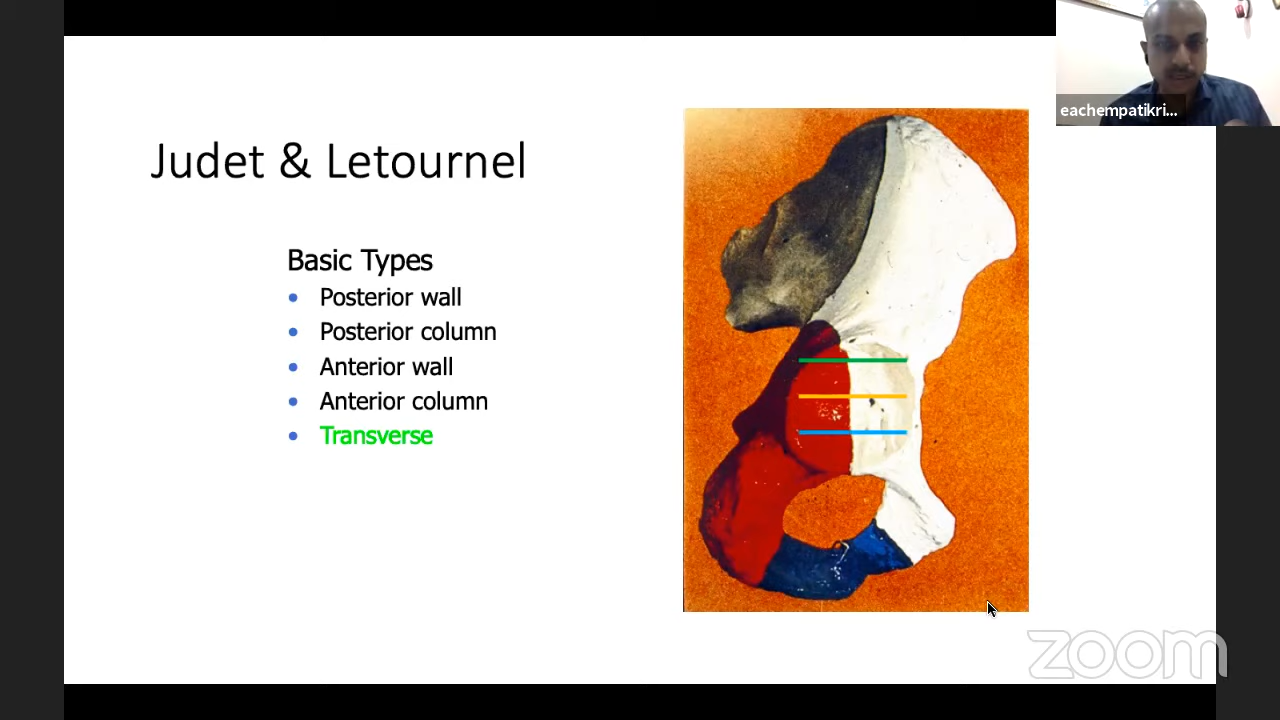 eachempatikri...
Judet & Letournel
Basic Types
• Posterior wall
• Posterior column
• Anterior wall
• Anterior column
• Transverse
zoom